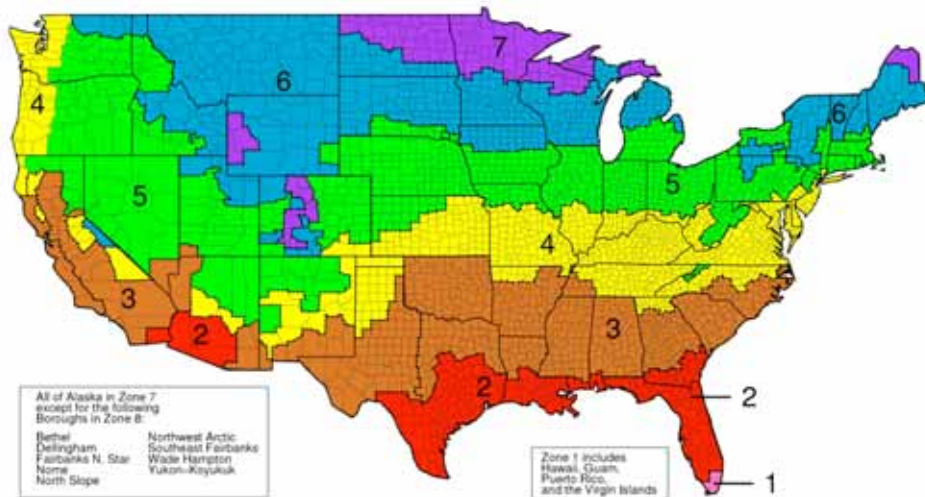 7
6
4
6
5
5
4
3
3
2
2
2
1
All of Alaska in Zone 7
except for the following
Boroughs in Zone 8:
Bethel Northwest Arctic
Dellingham Southeast Fairbanks
Fairbanks N. Star Wade Hampton
Nome Yukon-Koyukuk
North Slope
Zone 1 includes
Hawaii, Guam,
Puerto Rico,
and the Virgin Islands